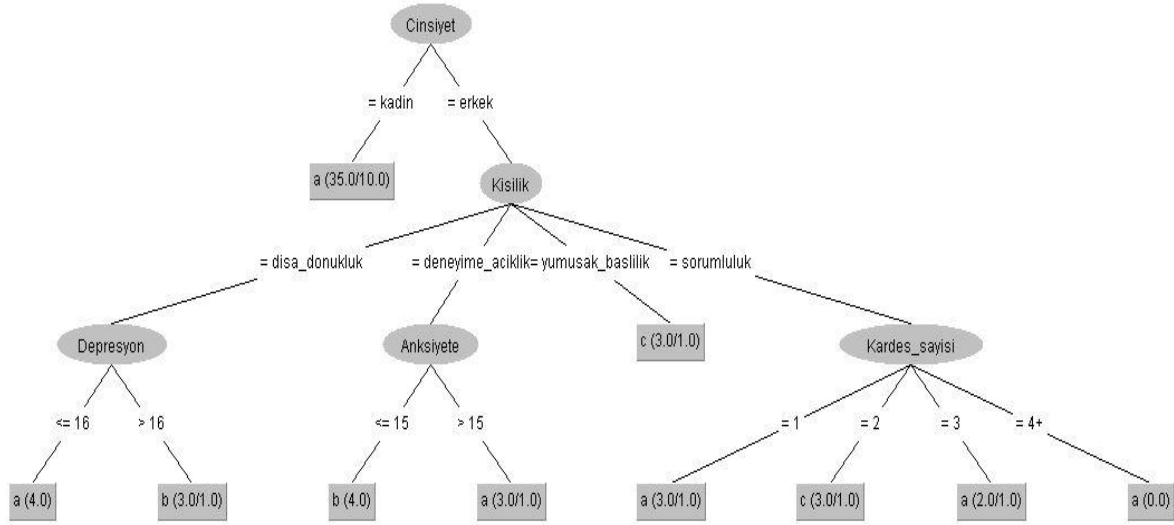 Cinsiyet
= kadin
= erkek
a (35.0/10.0)
Kisilik
= disa_donukluk
= deneyime_aciklik
= yumusak_baslilik
= sorumluluk
Depresyon
Anksiyete
c (3.0/1.0)
Kardes_sayisi
<= 16
> 16
<= 15
> 15
= 1
= 2
= 3
= 4+
a (4.0)
b (3.0/1.0)
b (4.0)
a (3.0/1.0)
a (3.0/1.0)
c (3.0/1.0)
a (2.0/1.0)
a (0.0)